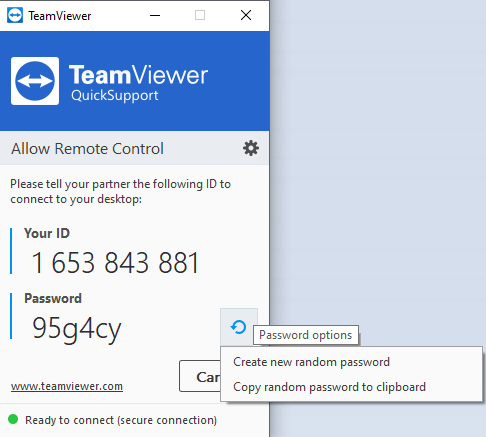 TeamViewer
TeamViewer
QuickSupport
Allow Remote Control
Please tell your partner the following ID to
connect to your desktop:
Your ID
1 653 843 881
Password
95g4cy
Password options
Create new random password
Copy random password to clipboard
www.teamviewer.com
Can
Ready to connect (secure connection)